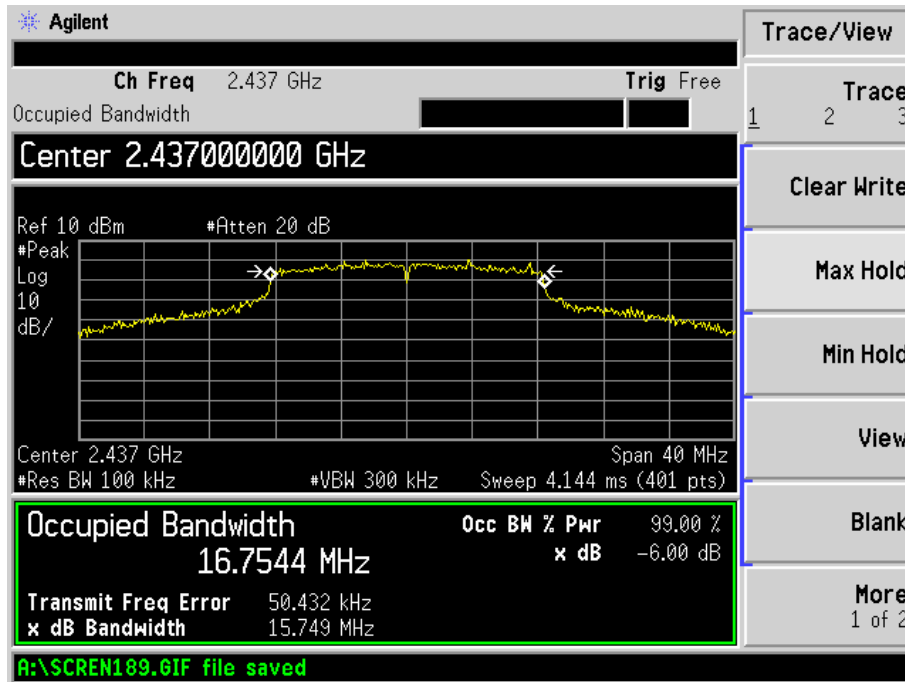 Agilent
Trace/View
Ch Freq 2.437 GHz Trig Free
Occupied Bandwidth
Trace
1 2 3
Center 2.437000000 GHz
Clear Write
Ref 10 dBm #Atten 20 dB
#Peak
Log
10
dB/
Max Hold
Min Hold
Center 2.437 GHz Span 40 MHz
#Res BW 100 kHz #VBW 300 kHz Sweep 4.144 ms (401 pts)
View
Occupied Bandwidth
16.7544 MHz
Occ BW % Pwr 99.00 %
x dB -6.00 dB
Blank
Transmit Freq Error 50.432 kHz
x dB Bandwidth 15.749 MHz
More
1 of 2
A:\SCREN189.GIF file saved